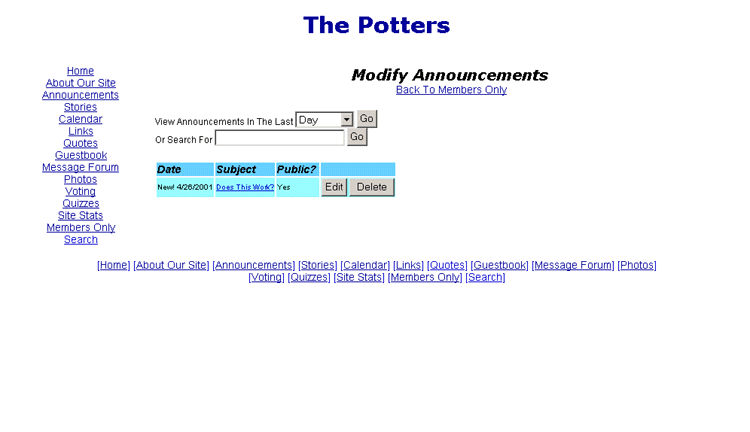 The Potters
Home
About Our Site
Announcements
Stories
Calendar
Links
Quotes
Guestbook
Message Forum
Photos
Voting
Quizzes
Site Stats
Members Only
Search
Modify Announcements
Back To Members Only
View Announcements In The Last Day Go
Or Search For Go
Date Subject Public?
New! 4/26/2001 Does This Work? Yes Edit Delete
[Home] [About Our Site] [Announcements] [Stories] [Calendar] [Links] [Quotes] [Guestbook] [Message Forum] [Photos]
[Voting] [Quizzes] [Site Stats] [Members Only] [Search]